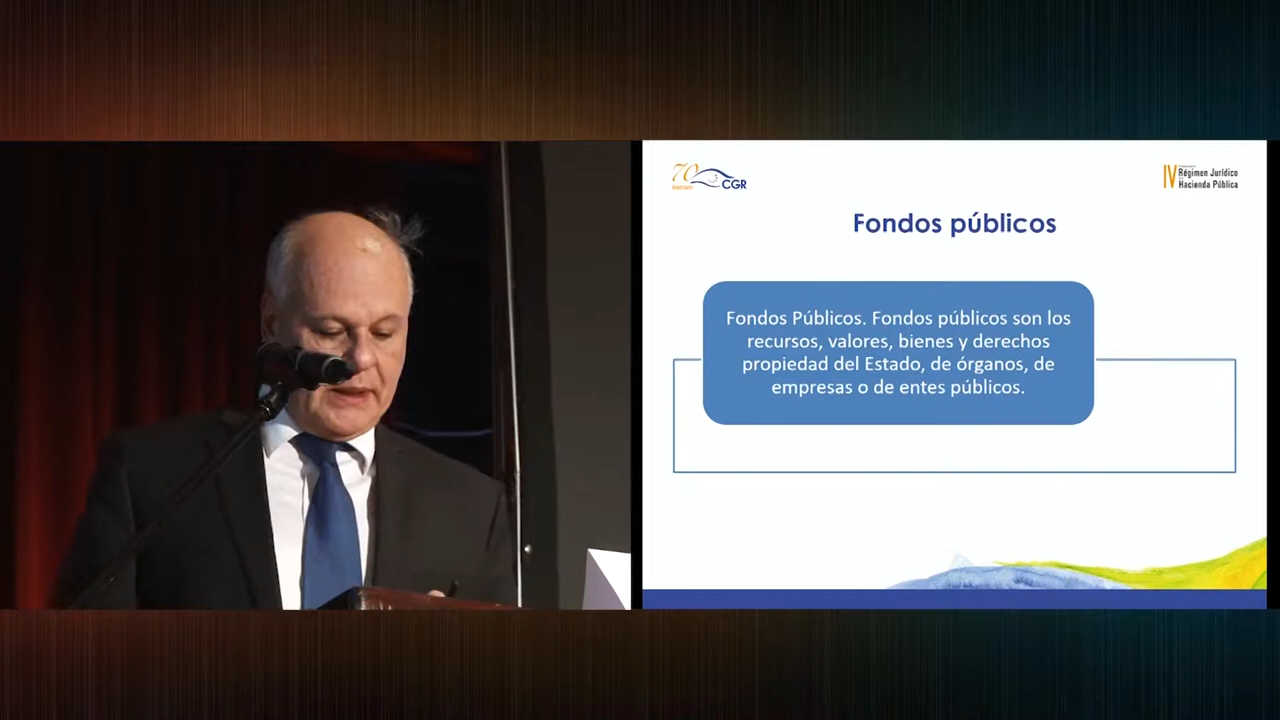 70
CGR
IV
Régimen Jurídico
Hacienda Pública
Fondos públicos
Fondos Públicos. Fondos públicos son los
recursos, valores, bienes y derechos
propiedad del Estado, de órganos, de
empresas o de entes públicos.